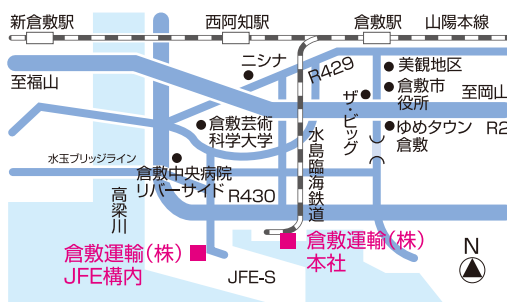 新倉敷駅
西阿知駅
倉敷駅
山陽本線
ニシナ
R429
美観地区
至福山
ザ・ビッグ
倉敷市
役所
至岡山
倉敷芸術
科学大学
水島臨海鉄道
ゆめタウン
倉敷
R2
水玉ブリッジライン
倉敷中央病院
リバーサイド
高梁川
R430
倉敷運輸(株)
JFE構内
倉敷運輸(株)
本社
JFE-S
N